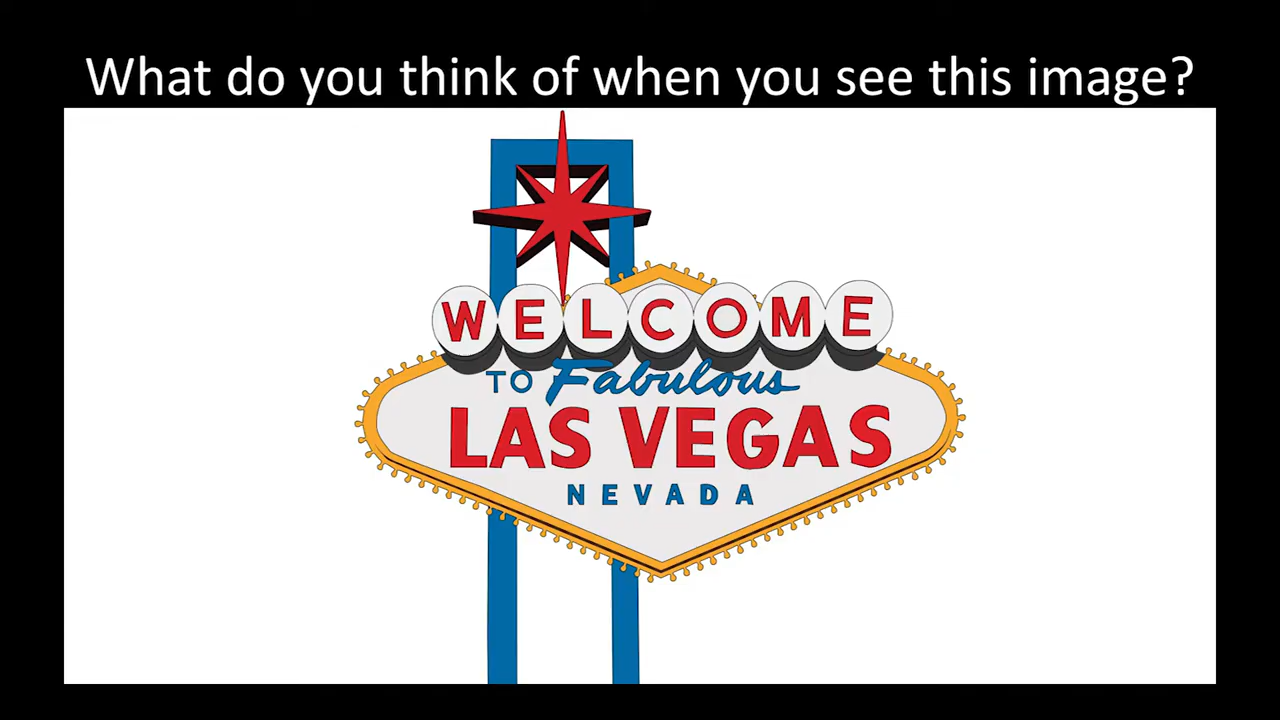 What do you think of when you see this image?
WELCOME
TO Fabulous
LAS VEGAS
NEVADA